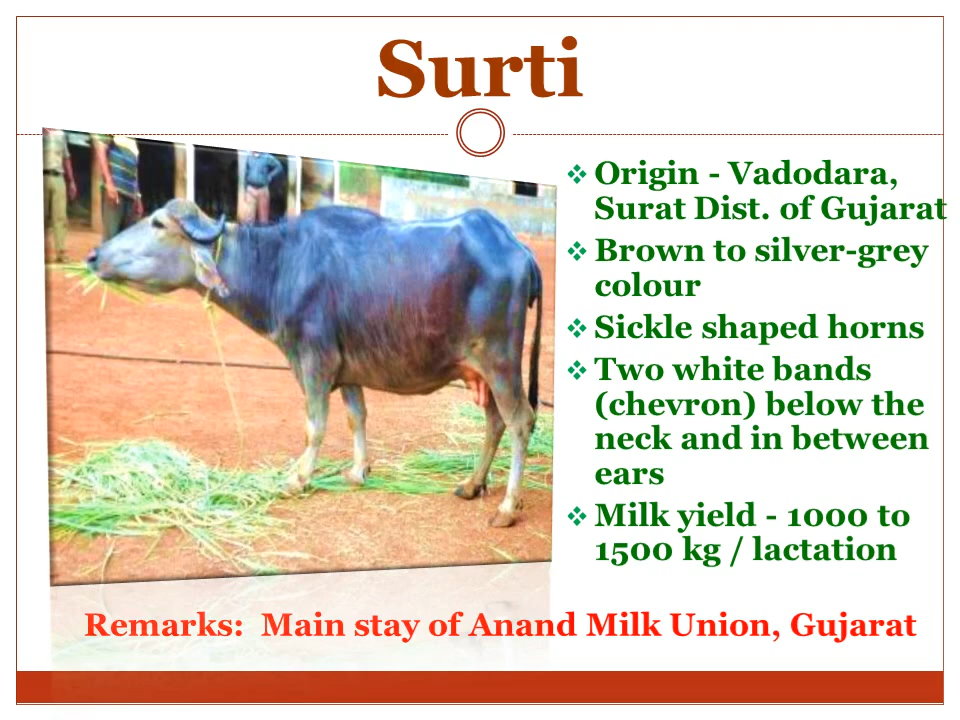 Surti
Origin - Vadodara,
Surat Dist. of Gujarat
Brown to silver-grey
colour
Sickle shaped horns
Two white bands
(chevron) below the
neck and in between
ears
Milk yield - 1000 to
1500 kg / lactation
Remarks: Main stay of Anand Milk Union, Gujarat